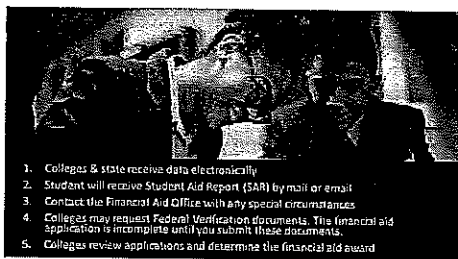 1. Colleges & state receive data electronically
2. Student will receive Student Aid Report (SAR) by mail or email
3. Contact the Financial Aid Office with any special circumstances
4. Colleges may request Federal Verification documents. The financial aid
application is incomplete until you submit these documents.
5. Colleges review applications and determine the financial aid award